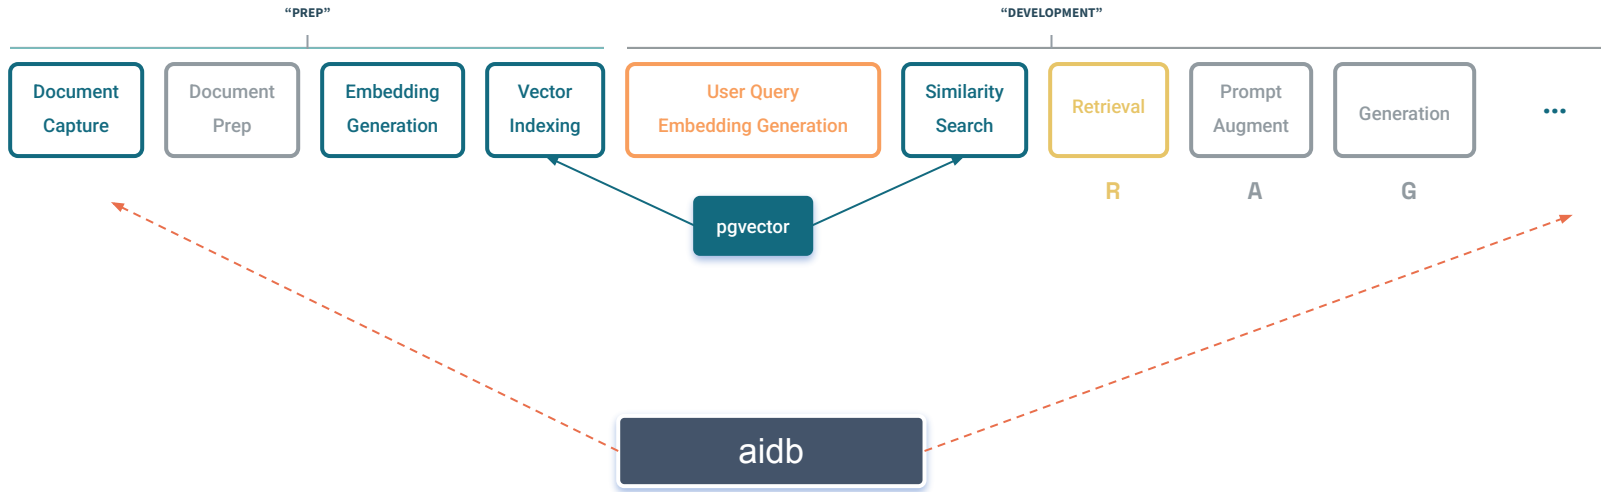 “PREP”
“DEVELOPMENT”
Document
Capture
Document
Prep
Embedding
Generation
Vector
Indexing
User Query
Embedding Generation
Similarity
Search
Retrieval
Prompt
Augment
Generation
...
R
A
G
pgvector
aidb